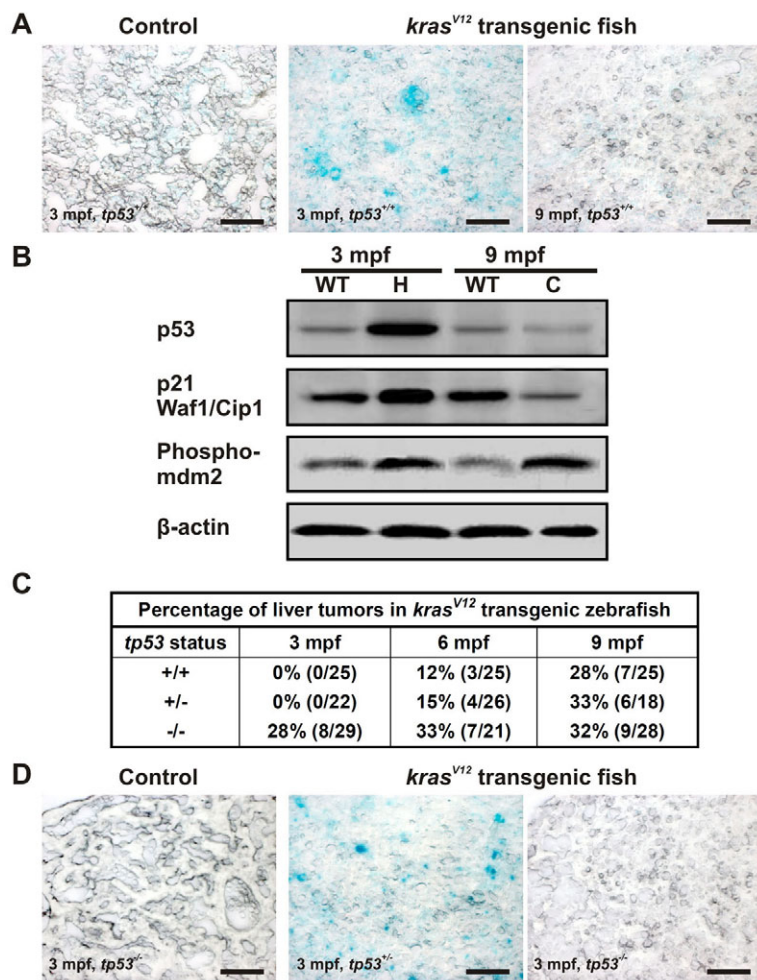 A
Control
kras^V12 transgenic fish
3 mpf, tp53^+/+
3 mpf, tp53^+/+
9 mpf, tp53^+/+
B
3 mpf 9 mpf
WT H WT C
p53
p21
Waf1/Cip1
Phospho-
mdm2
β-actin
C
Percentage of liver tumors in kras^V12 transgenic zebrafish
tp53 status 3 mpf 6 mpf 9 mpf
+/+ 0% (0/25) 12% (3/25) 28% (7/25)
+/- 0% (0/22) 15% (4/26) 33% (6/18)
-/- 28% (8/29) 33% (7/21) 32% (9/28)
D
Control
kras^V12 transgenic fish
3 mpf, tp53^-/-
3 mpf, tp53^+/-
3 mpf, tp53^-/-